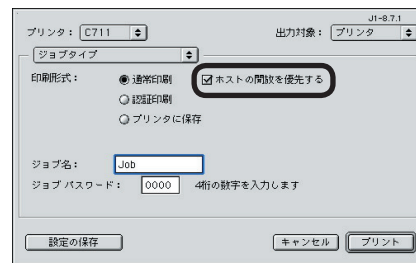 J1-8.7.1
プリンタ： C711 出力対象： プリンタ
ジョブタイプ
印刷形式： 通常印刷 ホストの開放を優先する
認証印刷
プリンタに保存
ジョブ名： Job
ジョブ パスワード： 0000 4桁の数字を入力します
設定の保存 キャンセル プリント